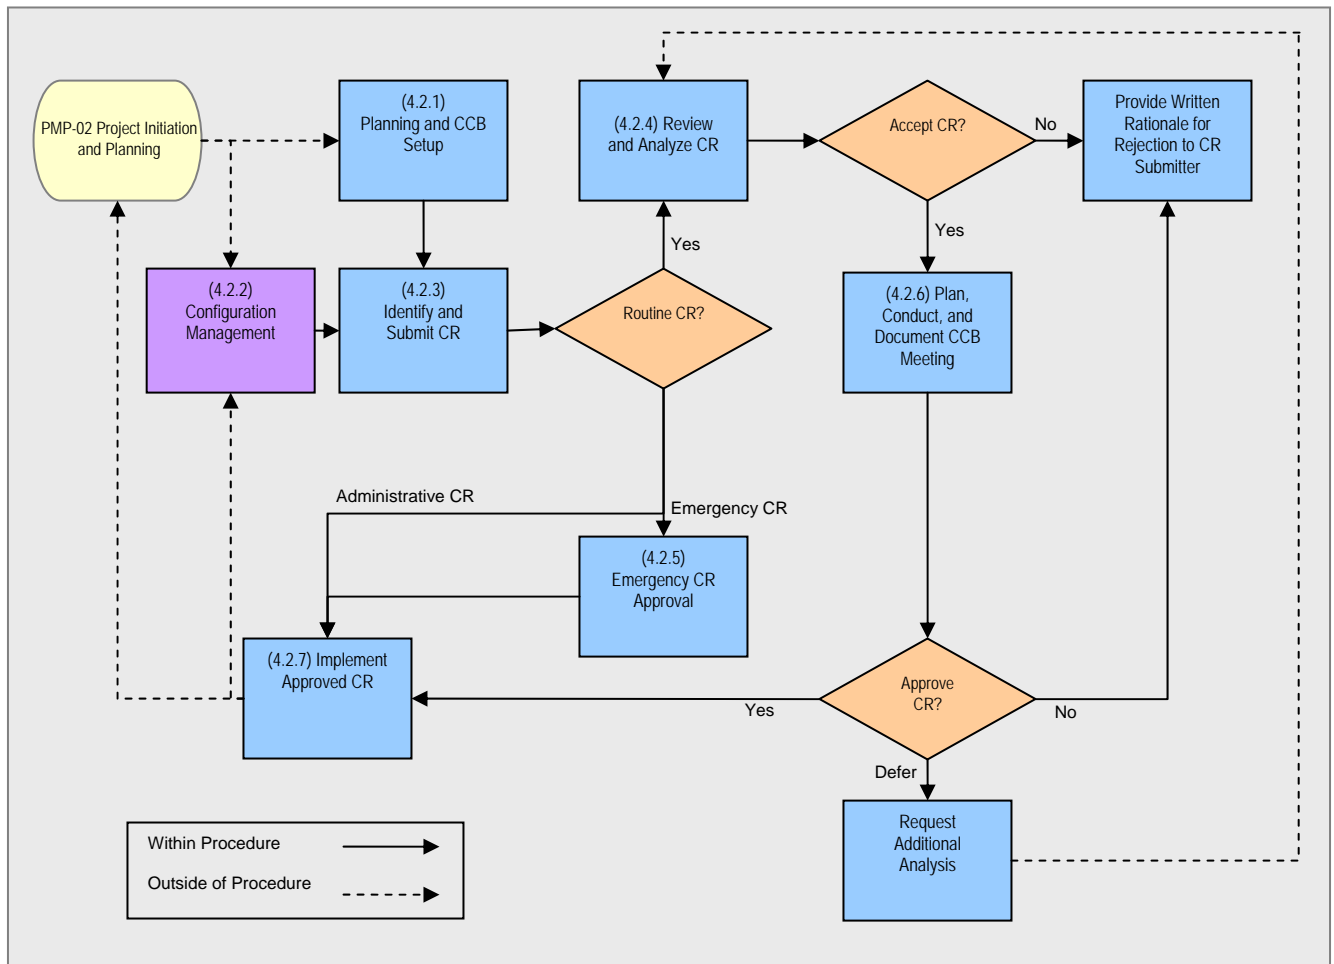 PMP-02 Project Initiation
and Planning
(4.2.1)
Planning and CCB
Setup
(4.2.4) Review
and Analyze CR
Accept CR?
No
Provide Written
Rationale for
Rejection to CR
Submitter
Yes
Yes
(4.2.2)
Configuration
Management
(4.2.3)
Identify and
Submit CR
Routine CR?
(4.2.6) Plan,
Conduct, and
Document CCB
Meeting
Administrative CR
Emergency CR
(4.2.5)
Emergency CR
Approval
(4.2.7) Implement
Approved CR
Approve
CR?
Yes
No
Defer
Request
Additional
Analysis
Within Procedure
Outside of Procedure